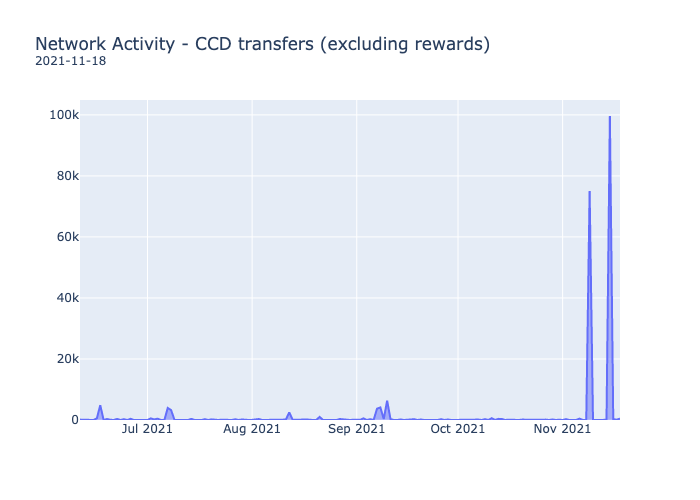 Network Activity - CCD transfers (excluding rewards)
2021-11-18
100k
80k
60k
40k
20k
0
Jul 2021 Aug 2021 Sep 2021 Oct 2021 Nov 2021